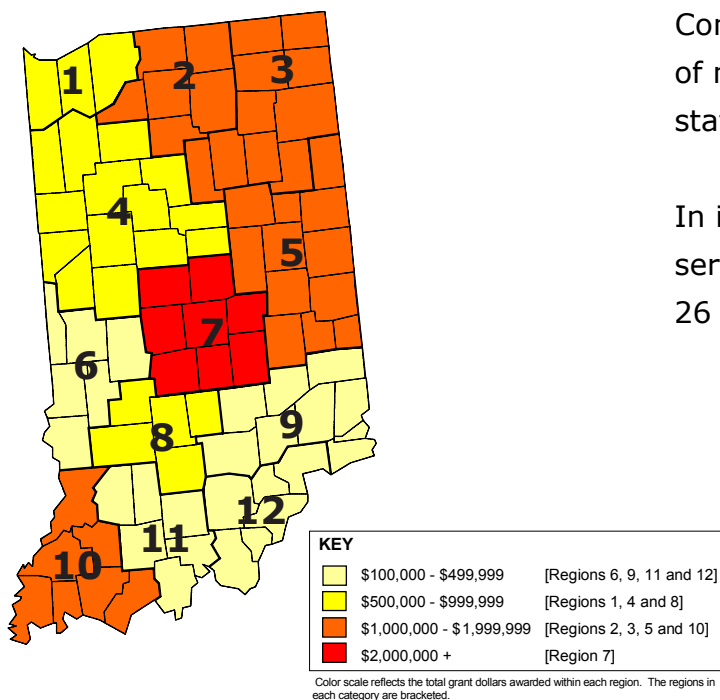 1
2
3
4
5
6
7
8
9
10
11
12
KEY
$100,000 - $499,999 [Regions 6, 9, 11 and 12]
$500,000 - $999,999 [Regions 1, 4 and 8]
$1,000,000 - $1,999,999 [Regions 2, 3, 5 and 10]
$2,000,000 + [Region 7]
Color scale reflects the total grant dollars awarded within each region. The regions in
each category are bracketed.
of
In
26